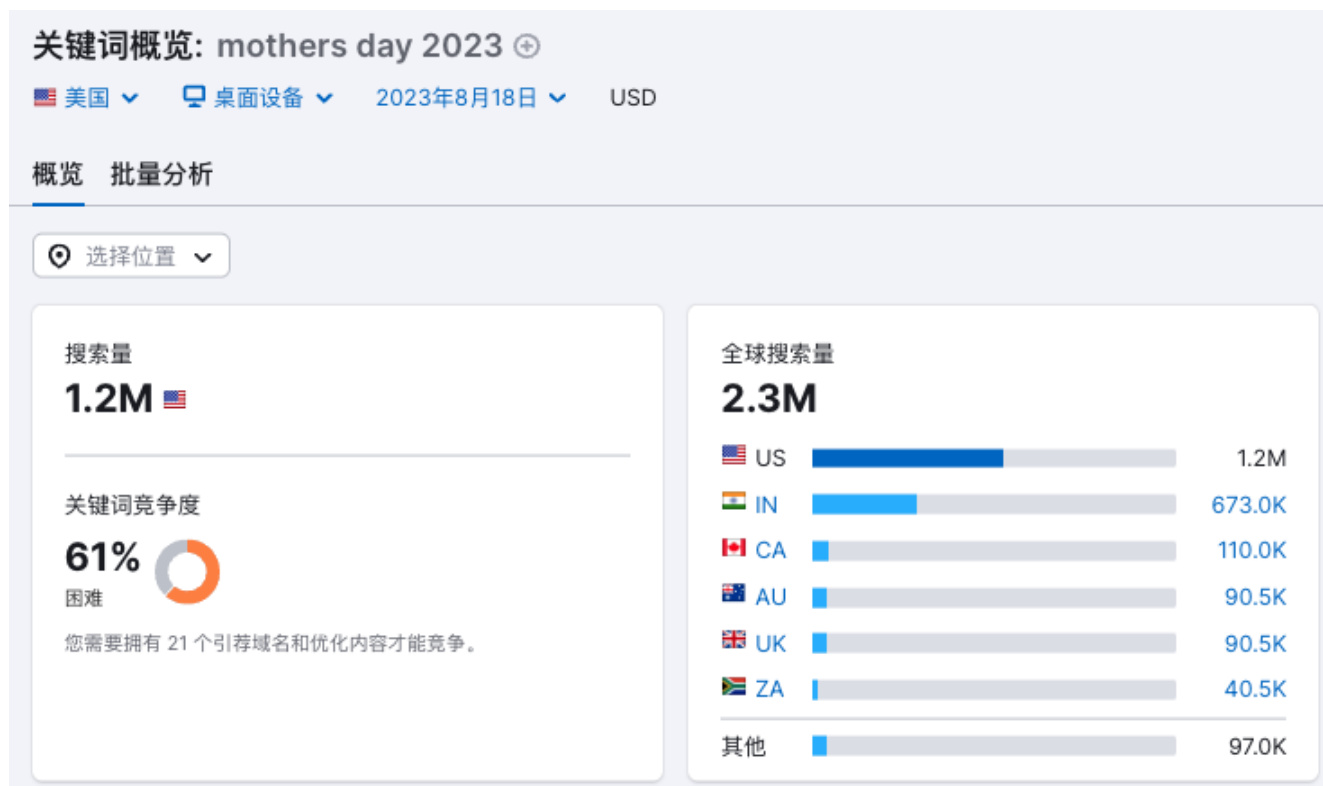 关键词概览: mothers day 2023
美国 桌面设备 2023年8月18日 USD
概览 批量分析
选择位置
搜索量
1.2M
关键词竞争度
61%
困难
您需要拥有 21 个引荐域名和优化内容才能竞争。
全球搜索量
2.3M
US 1.2M
IN 673.0K
CA 110.0K
AU 90.5K
UK 90.5K
ZA 40.5K
其他 97.0K